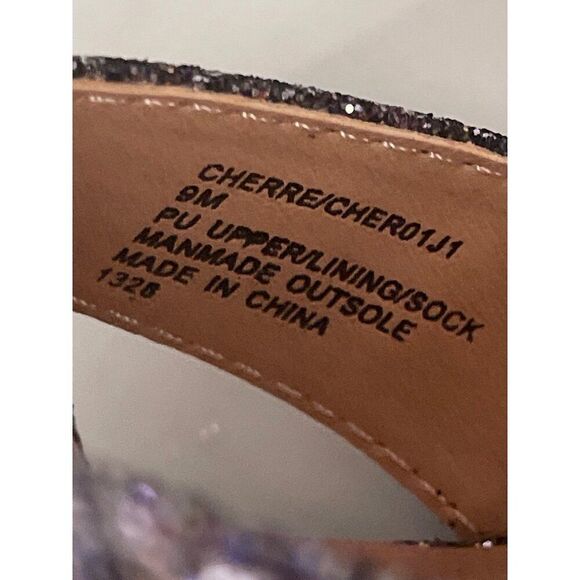 CHERRE/CHER01J1
9M
PU UPPER/LINING/SOCK
MANMADE OUTSOLE
MADE IN CHINA
1328